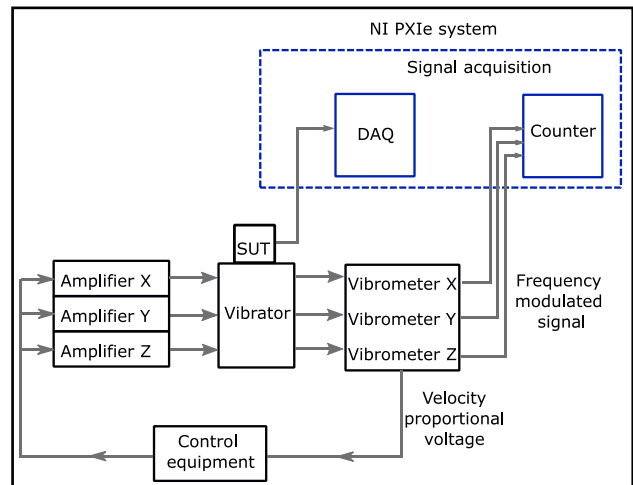 NI PXIe system
Signal acquisition
DAQ
Counter
SUT
Amplifier X
Amplifier Y
Amplifier Z
Vibrator
Vibrometer X
Vibrometer Y
Vibrometer Z
Frequency
modulated
signal
Velocity
proportional
voltage
Control
equipment